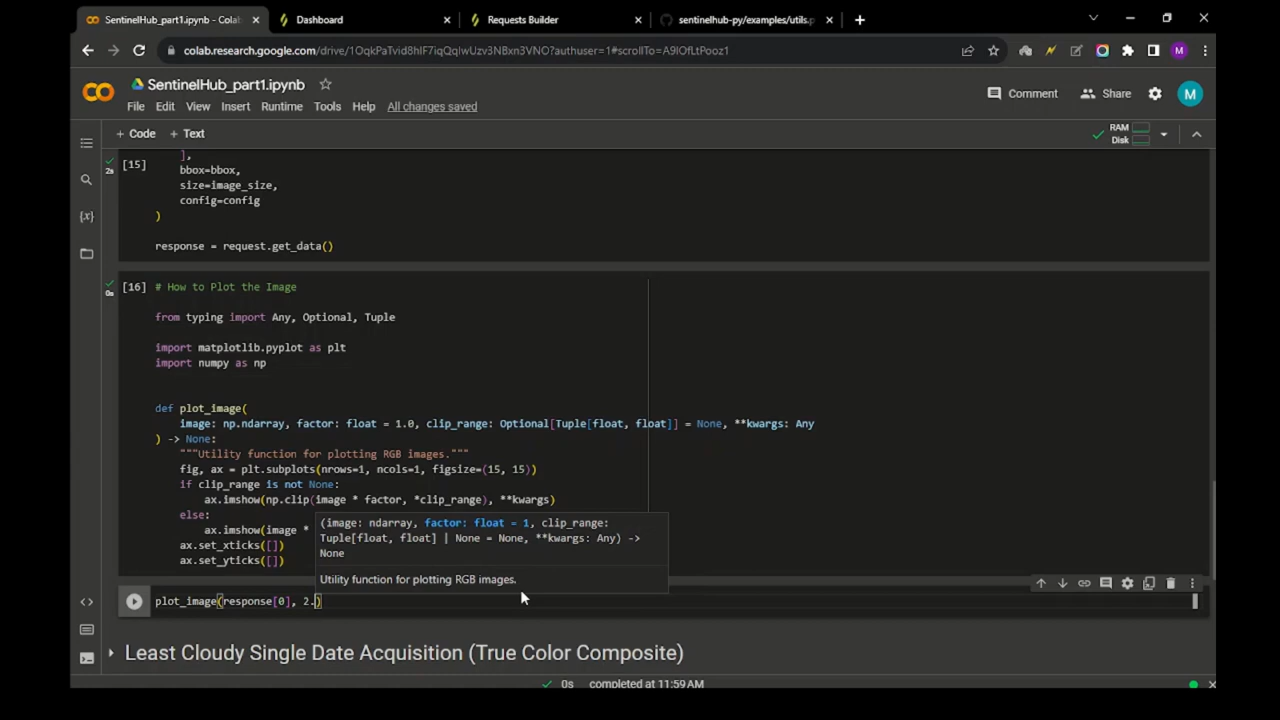 SentinelHub_part1.ipynb - Colab
Dashboard
Requests Builder
sentinelhub-py/examples/utils.p
colab.research.google.com/drive/1OqkPaTvid8hIF7iqQqIwUzv3NBxn3VNO?authuser=1#scrollTo=A9IOfLtPooz1
M
SentinelHub_part1.ipynb
File Edit View Insert Runtime Tools Help All changes saved
Comment
Share
M
+ Code + Text
RAM
Disk
[15]
2s
],
bbox=bbox,
size=image_size,
config=config
)
response = request.get_data()
[16]
0s
# How to Plot the Image
from typing import Any, Optional, Tuple
import matplotlib.pyplot as plt
import numpy as np
def plot_image(
image: np.ndarray, factor: float = 1.0, clip_range: Optional[Tuple[float, float]] = None, **kwargs: Any
) -> None:
"""Utility function for plotting RGB images."""
fig, ax = plt.subplots(nrows=1, ncols=1, figsize=(15, 15))
if clip_range is not None:
ax.imshow(np.clip(image * factor, *clip_range), **kwargs)
else:
ax.imshow(image *
ax.set_xticks([])
ax.set_yticks([])
(image: ndarray, factor: float = 1, clip_range:
Tuple[float, float] | None = None, **kwargs: Any) ->
None
Utility function for plotting RGB images.
plot_image(response[0], 2.)
Least Cloudy Single Date Acquisition (True Color Composite)
0s completed at 11:59 AM